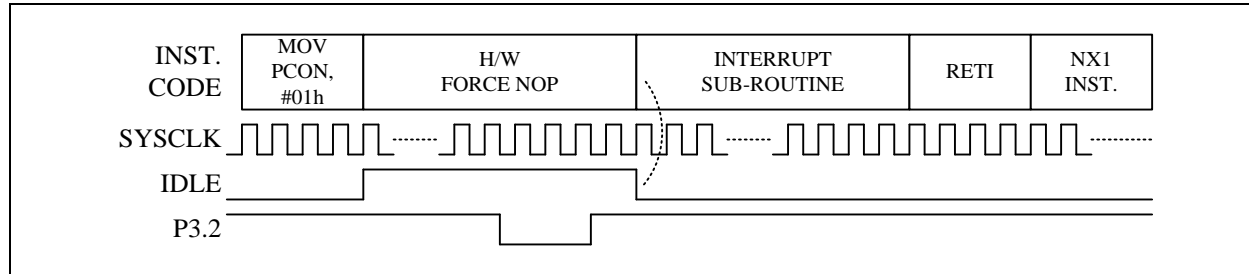 INST.
CODE
MOV
PCON,
#01h
H/W
FORCE NOP
INTERRUPT
SUB-ROUTINE
RETI
NX1
INST.
SYSCLK
IDLE
P3.2